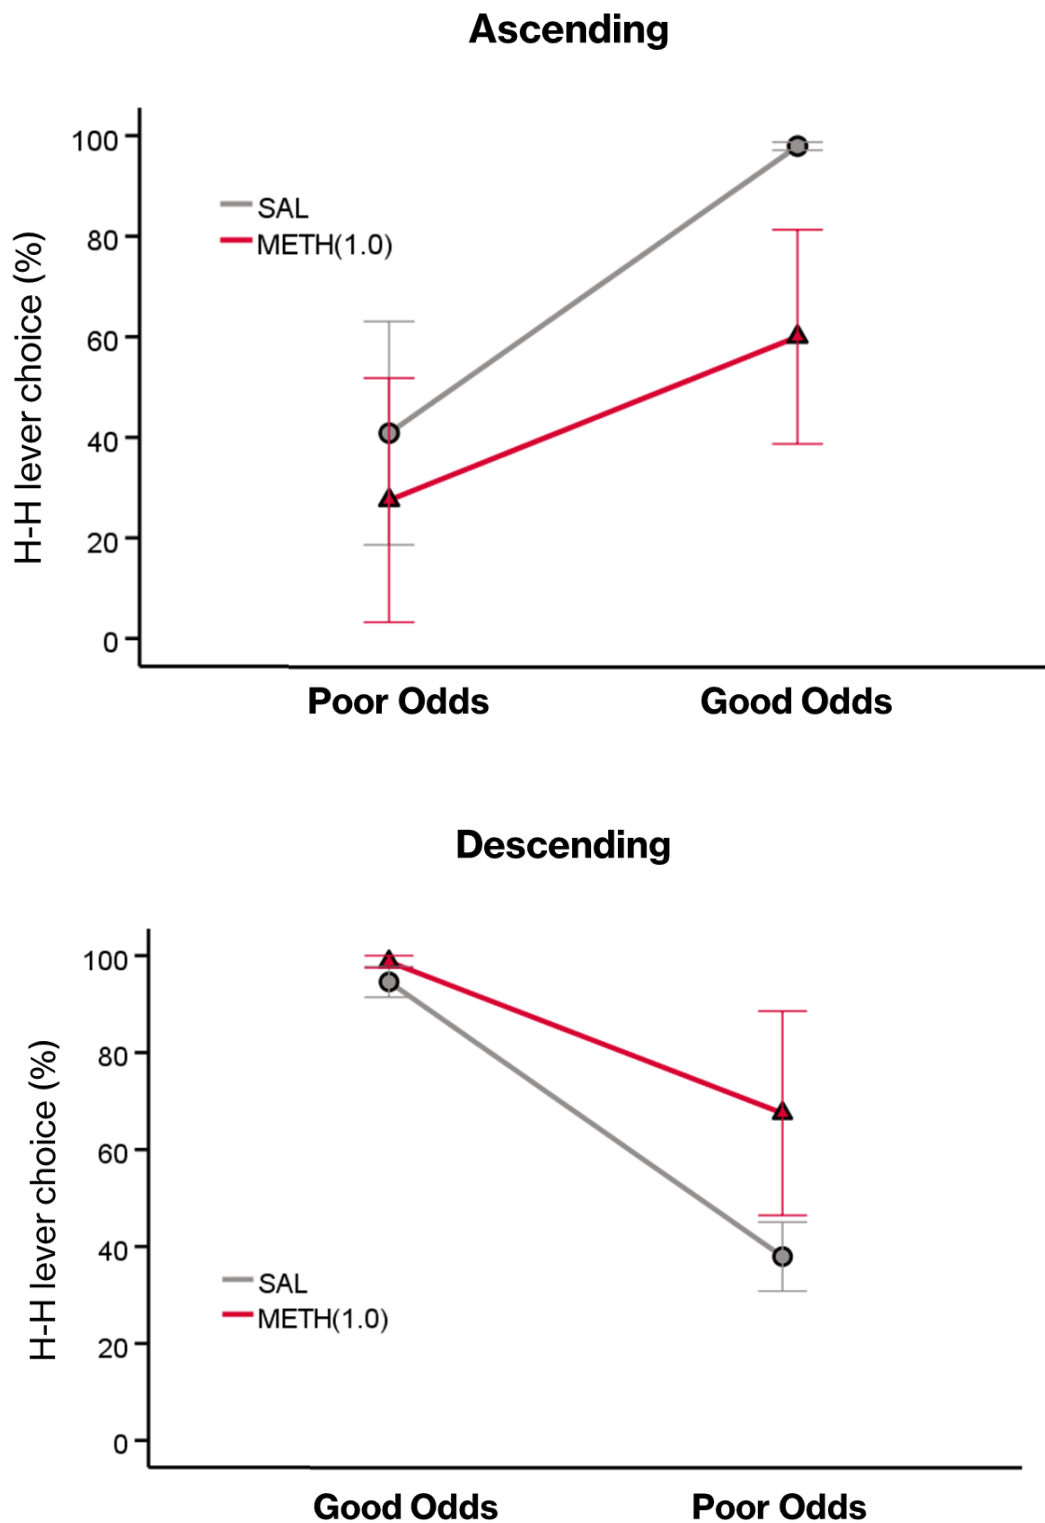 Ascending
H-H lever choice (%)
100
80
60
40
20
0
SAL
METH(1.0)
Poor Odds Good Odds
Descending
H-H lever choice (%)
100
80
60
40
20
0
SAL
METH(1.0)
Good Odds Poor Odds